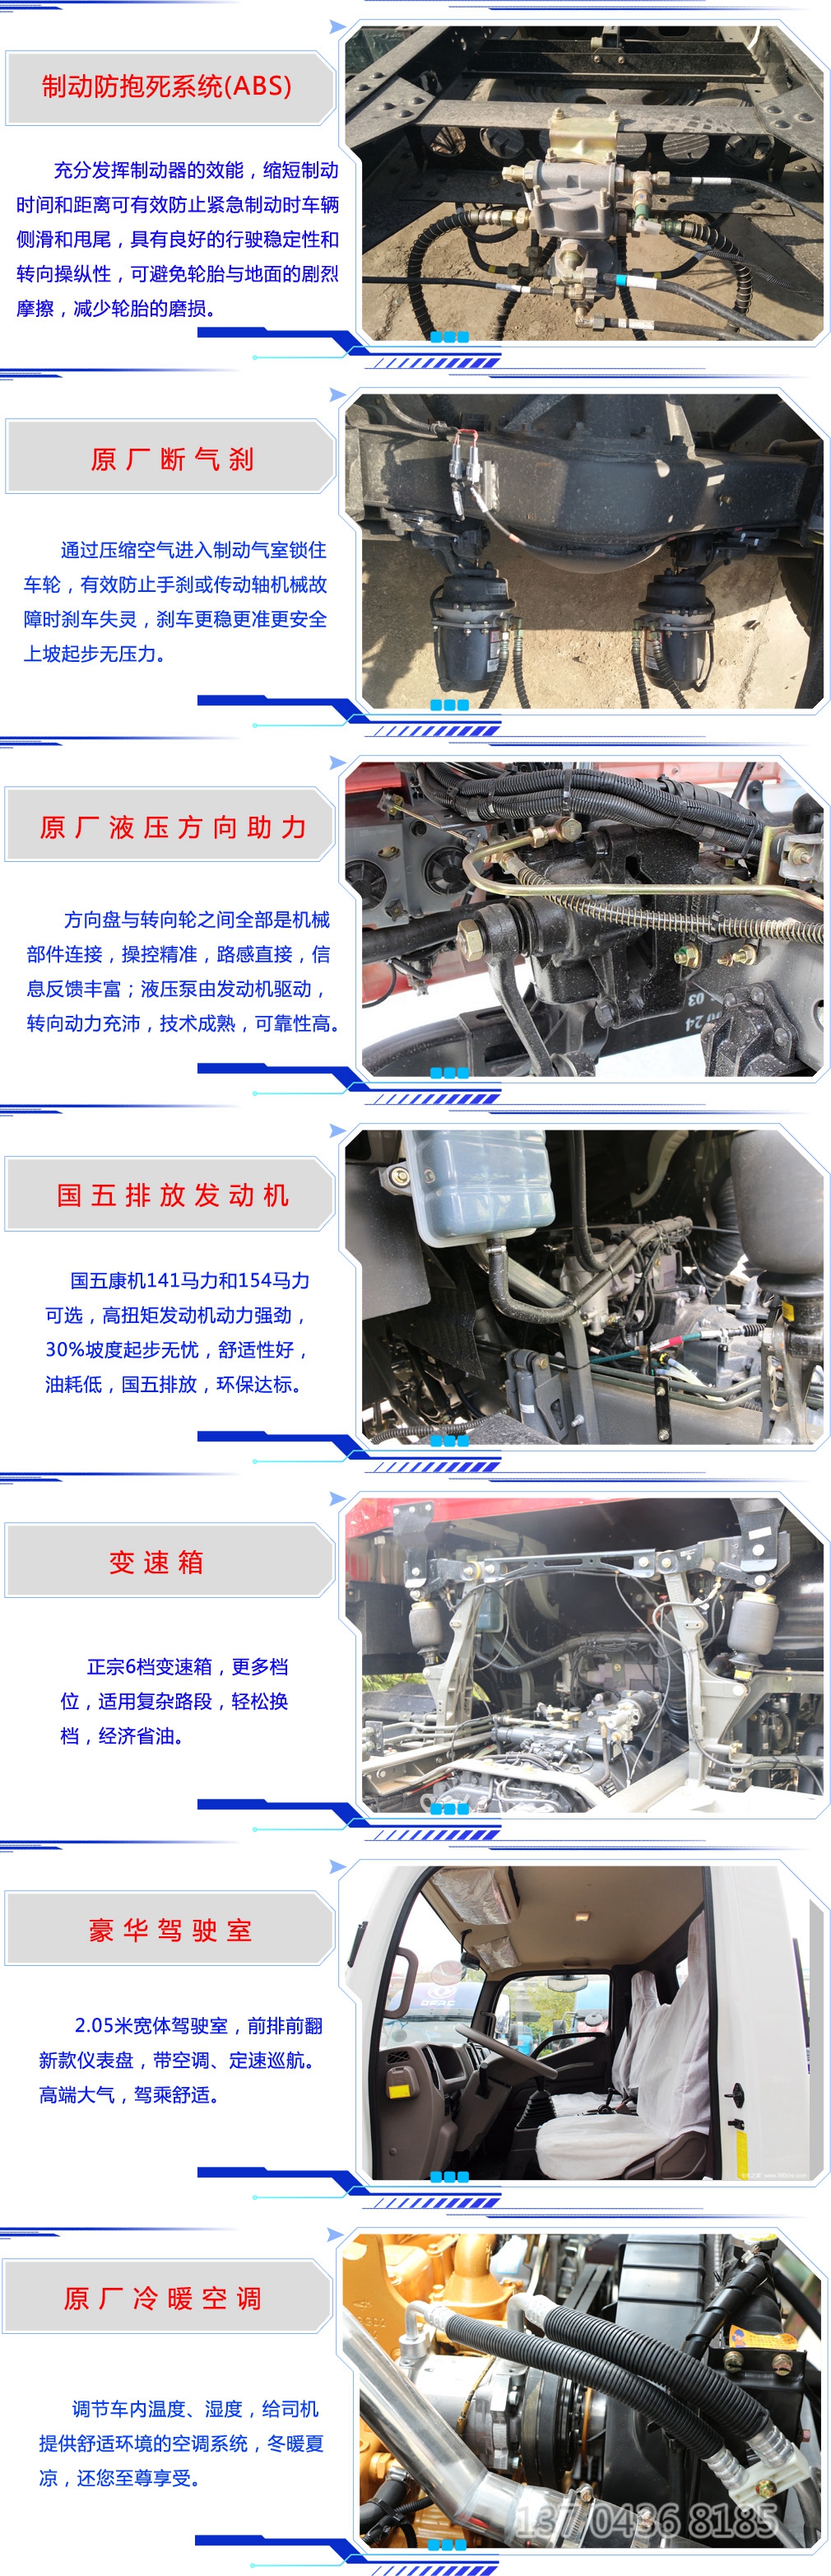 制动防抱死系统(ABS)
充分发挥制动器的效能，缩短制动
时间和距离可有效防止紧急制动时车辆
侧滑和甩尾，具有良好的行驶稳定性和
转向操纵性，可避免轮胎与地面的剧烈
摩擦，减少轮胎的磨损。
原厂断气刹
通过压缩空气进入制动气室锁住
车轮，有效防止手刹或传动轴机械故
障时刹车失灵，刹车更稳更准更安全
上坡起步无压力。
原厂液压方向助力
方向盘与转向轮之间全部是机械
部件连接，操控精准，路感直接，信
息反馈丰富；液压泵由发动机驱动，
转向动力充沛，技术成熟，可靠性高。
国五排放发动机
国五康机141马力和154马力
可选，高扭矩发动机动力强劲，
30%坡度起步无忧，舒适性好，
油耗低，国五排放，环保达标。
变速箱
正宗6档变速箱，更多档
位，适用复杂路段，轻松换
档，经济省油。
豪华驾驶室
2.05米宽体驾驶室，前排前翻
新款仪表盘，带空调、定速巡航。
高端大气，驾乘舒适。
原厂冷暖空调
调节车内温度、湿度，给司机
提供舒适环境的空调系统，冬暖夏
凉，还您至尊享受。
137 0436 8185